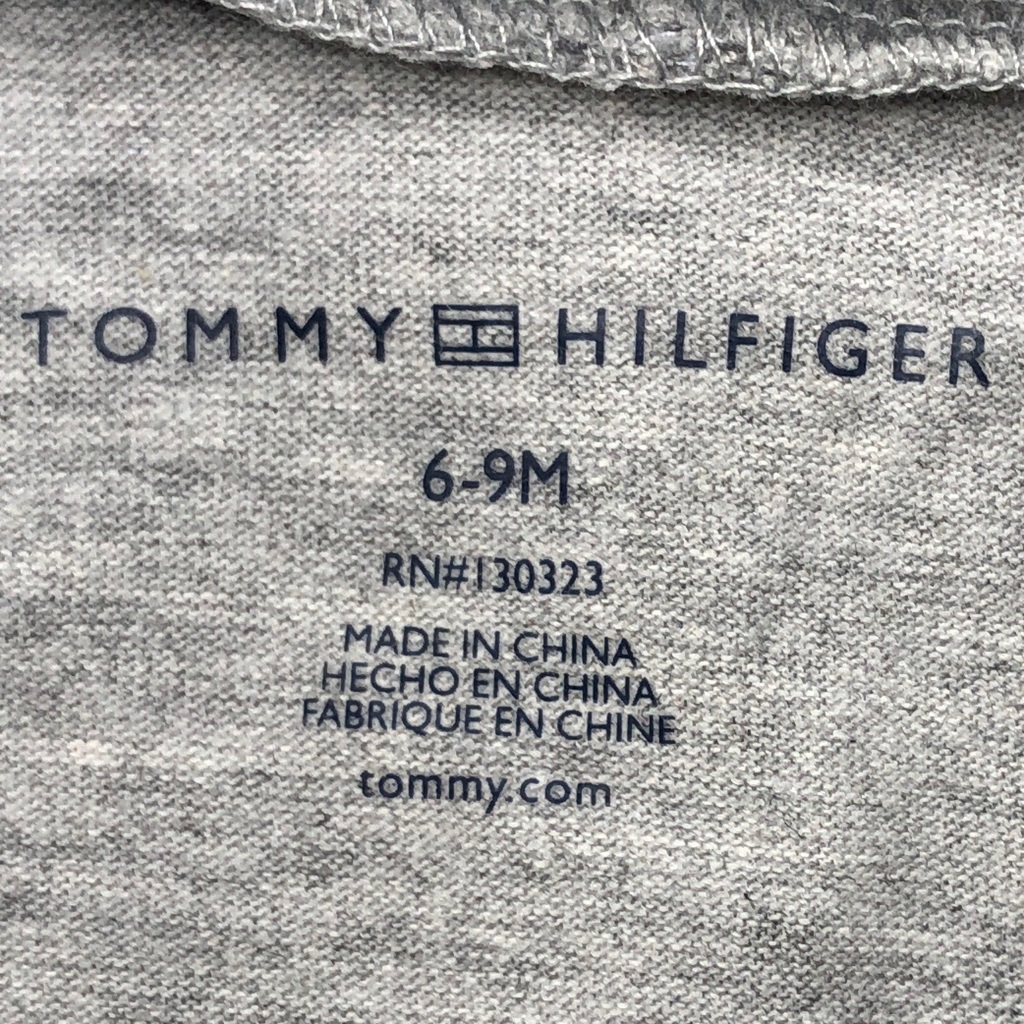 TOMMY HILFIGER
6-9M
RN#130323
MADE IN CHINA
HECHO EN CHINA
FABRIQUE EN CHINE
tommy.com